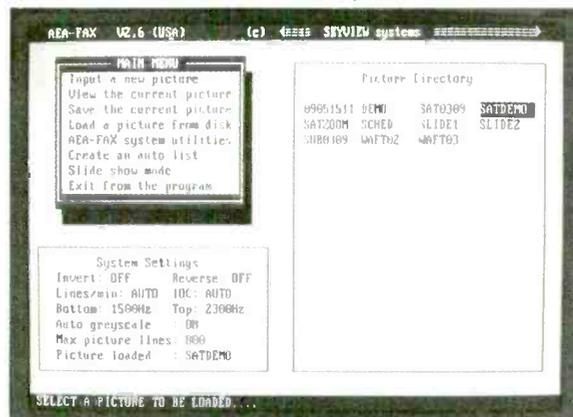 AEA-FAX V2.6 (USA) (c) SKYVIEW systems
MAIN MENU
Input a new picture
View the current picture
Save the current picture
Load a picture from disk
AEA-FAX system utilities
Create an auto list
Slide show mode
Exit from the program
Picture Directory
09051511 DEMO SAT0309 SATDEMO
SATZOOM SCHED SLIDE1 SLIDE2
SUB0309 WAFT02 WAFT03
System Settings
Invert: OFF Reverse: OFF
Lines/min: AUTO IOC: AUTO
Bottom: 1500Hz Top: 2300Hz
Auto greyscale : ON
Max picture lines: 800
Picture loaded : SATDEMO
SELECT A PICTURE TO BE LOADED....